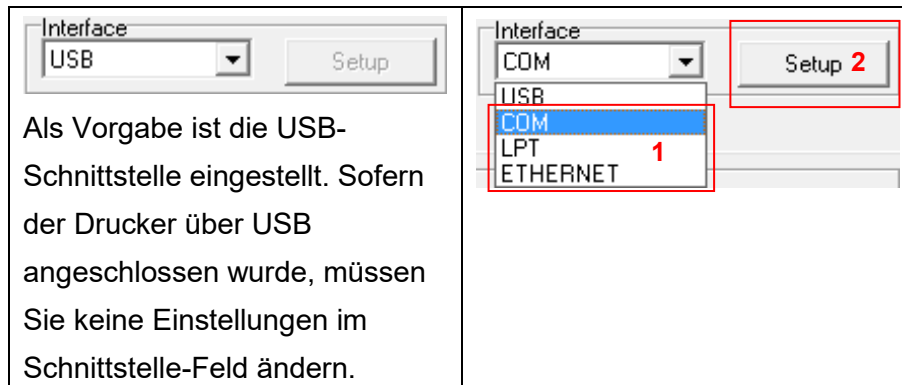 Interface
USB
Setup
Als Vorgabe ist die USB-
Schnittstelle eingestellt. Sofern
der Drucker über USB
angeschlossen wurde, müssen
Sie keine Einstellungen im
Schnittstelle-Feld ändern.
Interface
COM
Setup 2
USB
COM
LPT 1
ETHERNET